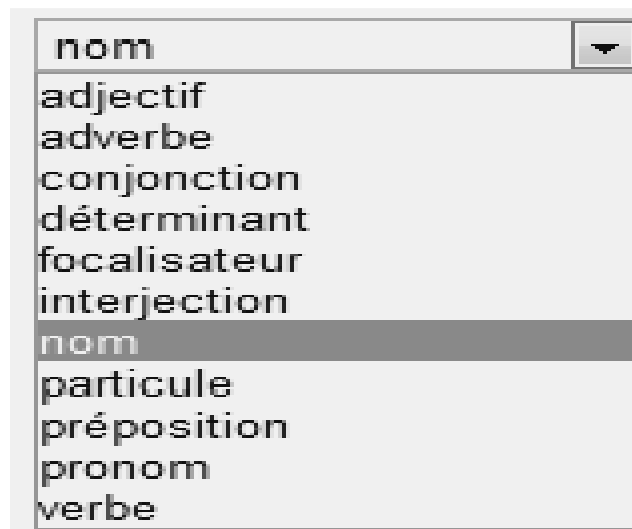 nom
adjectif
adverbe
conjonction
déterminant
focalisateur
interjection
nom
particule
préposition
pronom
verbe